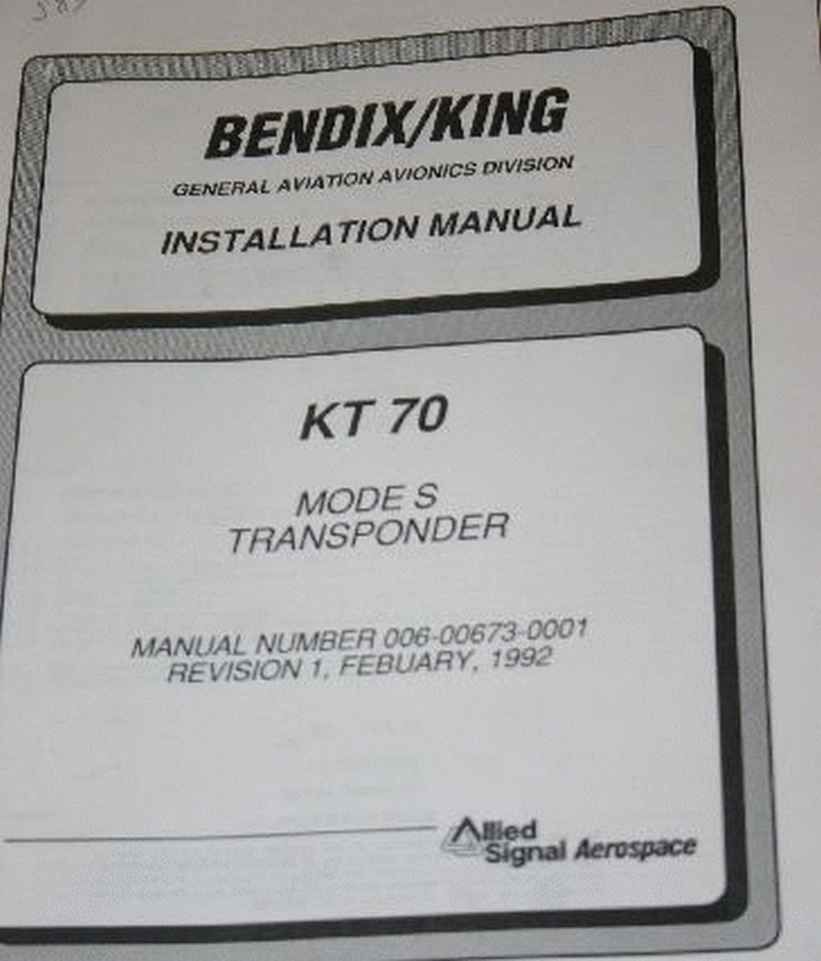 BENDIX/KING
GENERAL AVIATION AVIONICS DIVISION
INSTALLATION MANUAL
KT 70
MODE S
TRANSPONDER
MANUAL NUMBER 006-00673-0001
REVISION 1, FEBUARY, 1992
Allied
Signal Aerospace